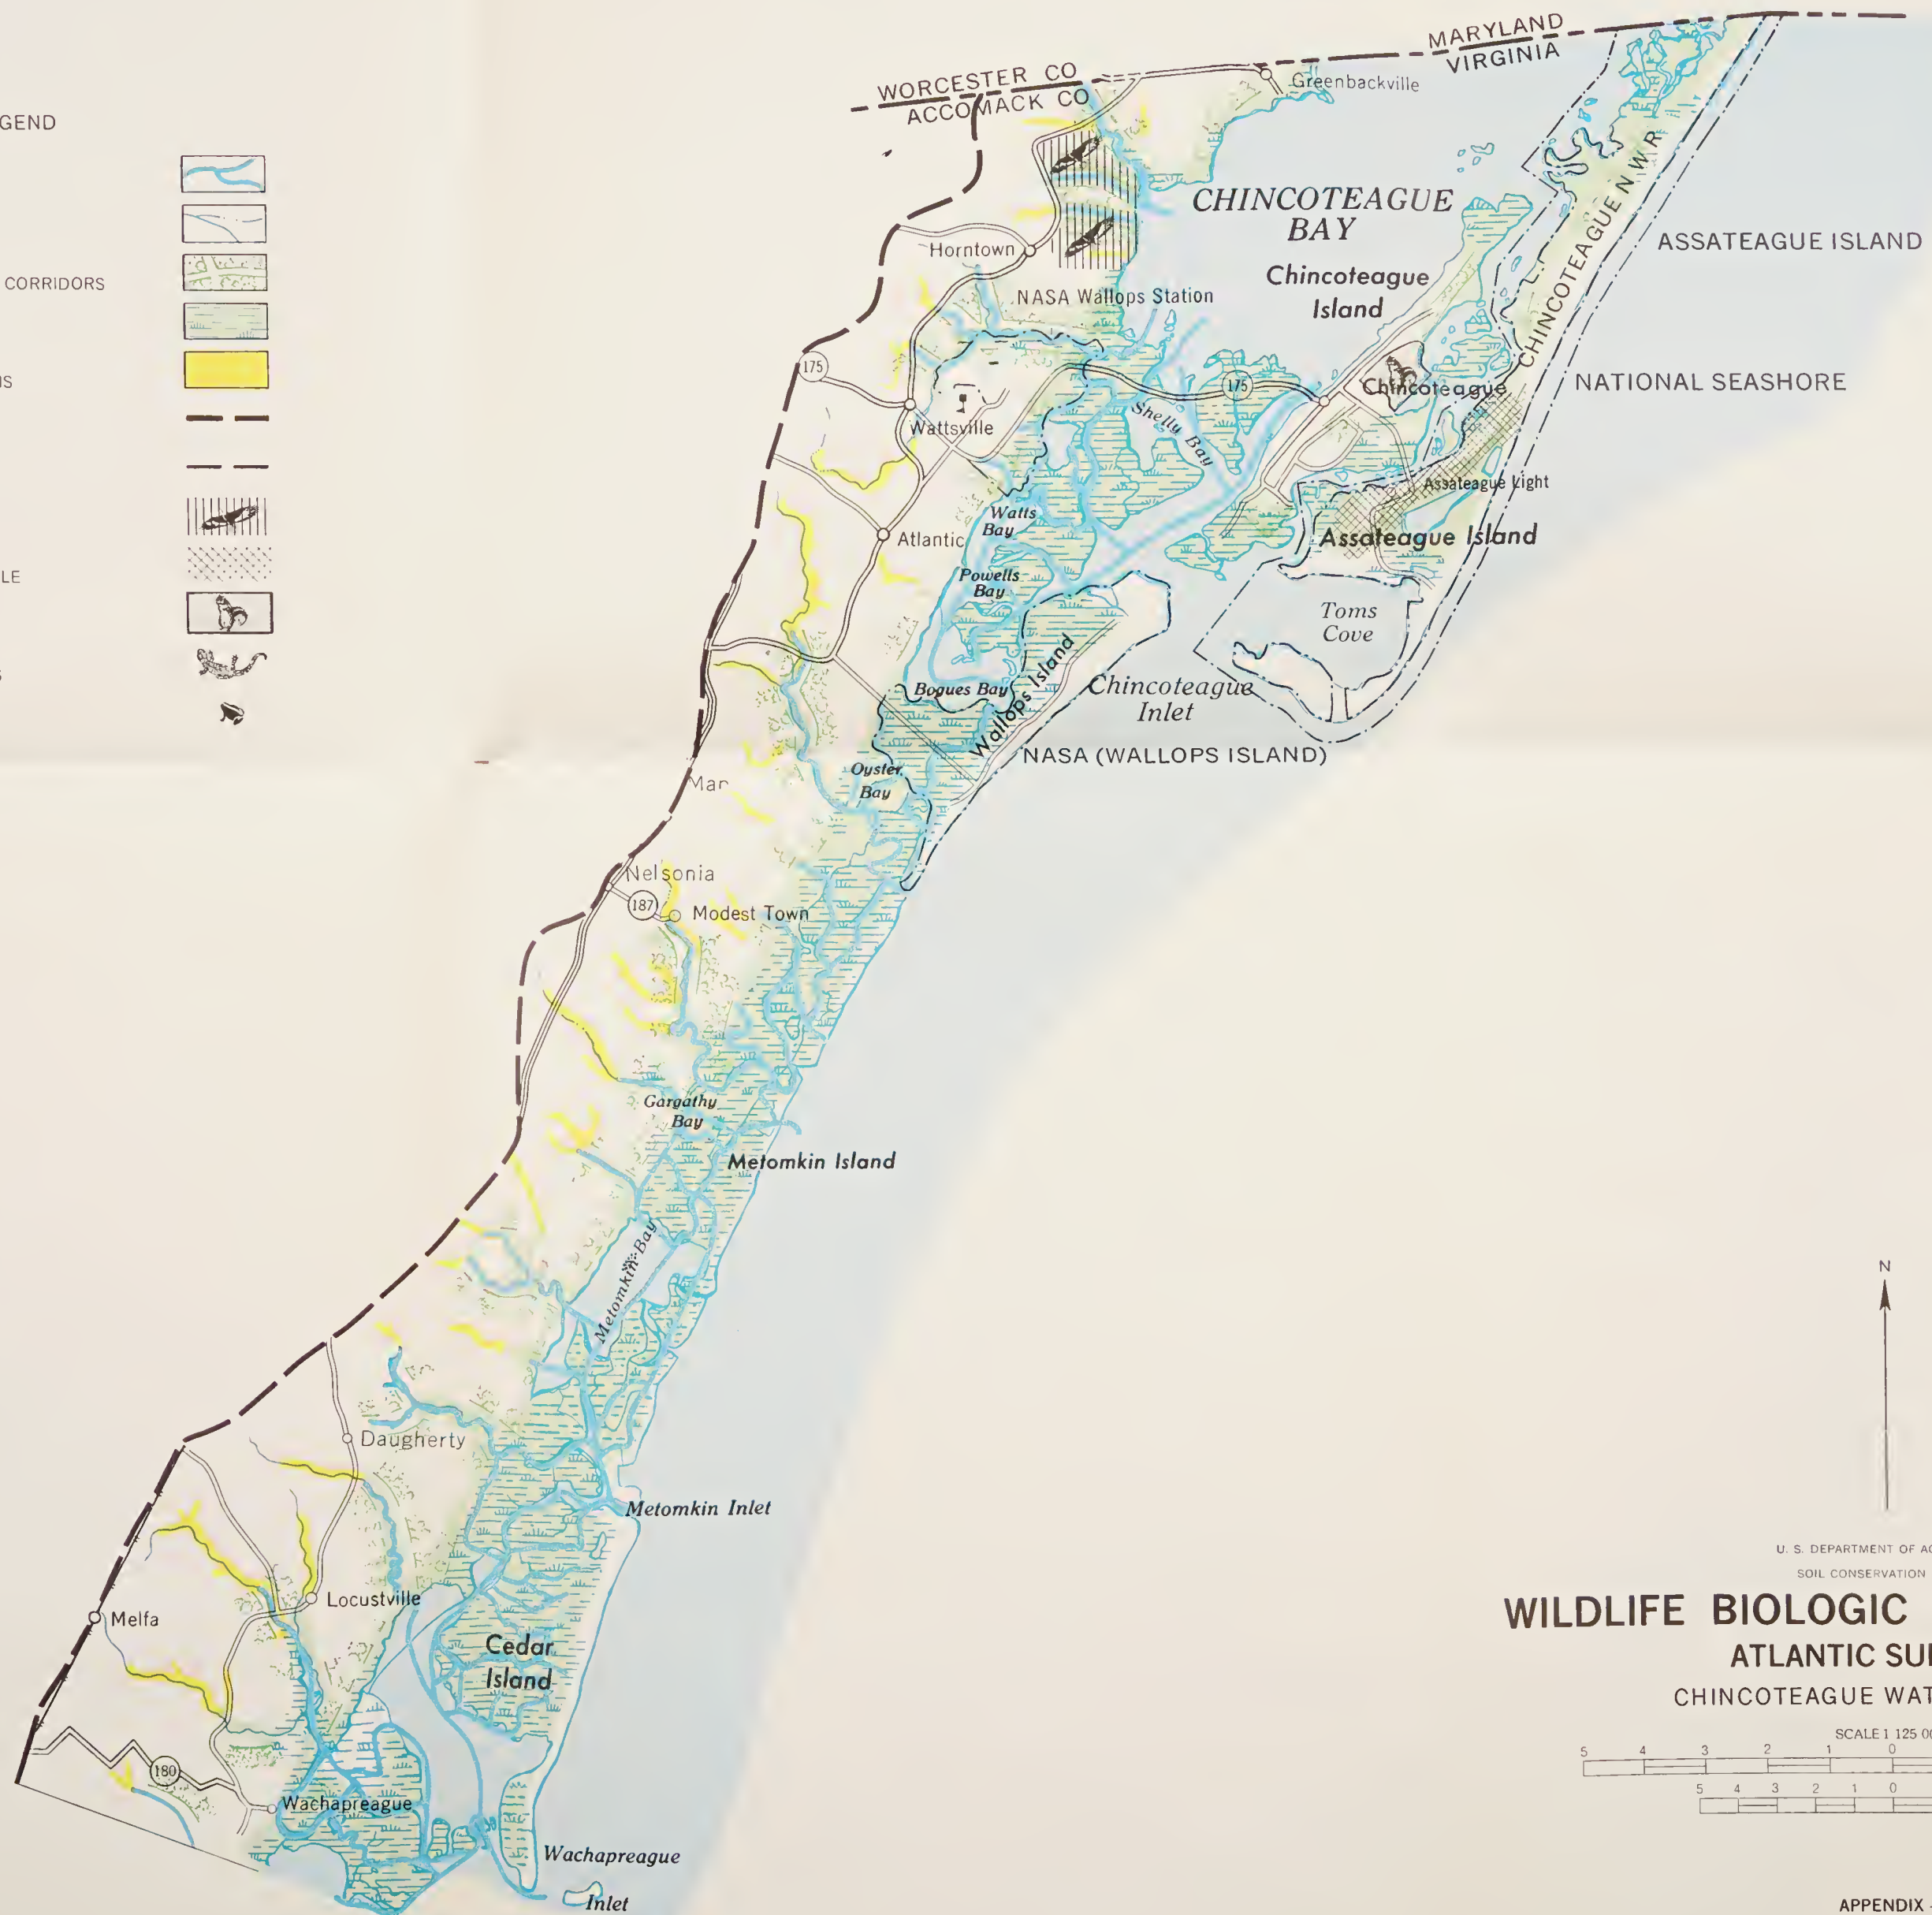 GEND
CORRIDORS
NS
LE
S
WORCESTER CO
ACCOMACK CO
MARYLAND
VIRGINIA
Greenbackville
CHINCOTEAGUE
BAY
CHINCOTEAGUE N W R
ASSATEAGUE ISLAND
Horntown
Chincoteague
Island
NASA Wallops Station
175
175
Chincoteague
NATIONAL SEASHORE
Wattsville
Shelly Bay
Assateague Light
Watts
Bay
Atlantic
Assateague Island
Powells
Bay
Toms
Cove
Bogues Bay
Wallops Island
Chincoteague
Inlet
NASA (WALLOPS ISLAND)
Oyster
Bay
Mar
Nelsonia
187
Modest Town
Gargathy
Bay
Metomkin Island
Metomkin Bay
N
Daugherty
Metomkin Inlet
Locustville
Melfa
Cedar
Island
180
Wachapreague
Wachapreague
Inlet
U. S. DEPARTMENT OF AG
SOIL CONSERVATION
WILDLIFE BIOLOGIC
ATLANTIC SU
CHINCOTEAGUE WAT
SCALE 1 125 00
5 4 3 2 1 0
5 4 3 2 1 0
APPENDIX -